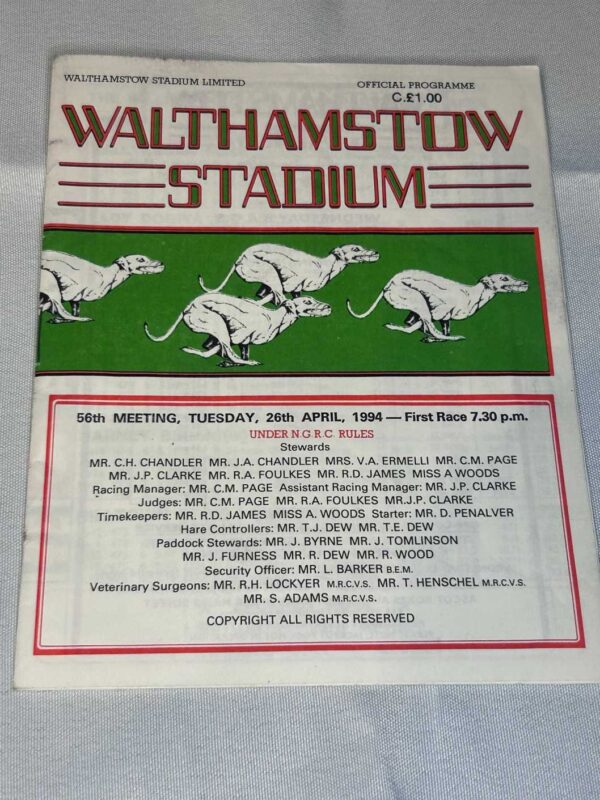 WALTHAMSTOW STADIUM LIMITED
OFFICIAL PROGRAMME
C.£1.00
WALTHAMSTOW
STADIUM
56th MEETING, TUESDAY, 26th APRIL, 1994 — First Race 7.30 p.m.
UNDER N.G.R.C. RULES
Stewards
MR. C.H. CHANDLER MR. J.A. CHANDLER MRS. V.A. ERMELLI MR. C.M. PAGE
MR. J.P. CLARKE MR. R.A. FOULKES MR. R.D. JAMES MISS A WOODS
Racing Manager: MR. C.M. PAGE Assistant Racing Manager: MR. J.P. CLARKE
Judges: MR. C.M. PAGE MR. R.A. FOULKES MR.J.P. CLARKE
Timekeepers: MR. R.D. JAMES MISS A. WOODS Starter: MR. D. PENALVER
Hare Controllers: MR. T.J. DEW MR. T.E. DEW
Paddock Stewards: MR. J. BYRNE MR. J. TOMLINSON
MR. J. FURNESS MR. R. DEW MR. R. WOOD
Security Officer: MR. L. BARKER B.E.M.
Veterinary Surgeons: MR. R.H. LOCKYER M.R.C.V.S. MR. T. HENSCHEL M.R.C.V.S.
MR. S. ADAMS M.R.C.V.S.
COPYRIGHT ALL RIGHTS RESERVED